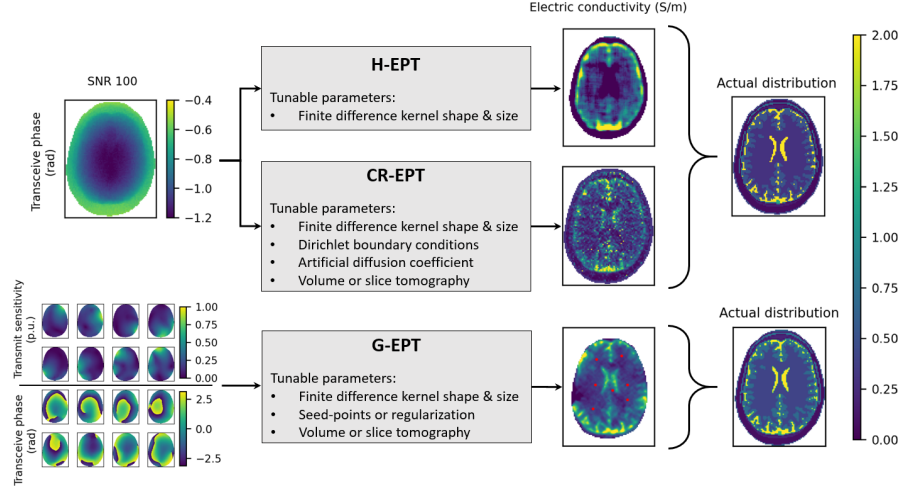 Electric conductivity (S/m)
SNR 100
Transceive phase
(rad)
−0.4
−0.6
−0.8
−1.0
−1.2
H-EPT
Tunable parameters:
• Finite difference kernel shape & size
CR-EPT
Tunable parameters:
• Finite difference kernel shape & size
• Dirichlet boundary conditions
• Artificial diffusion coefficient
• Volume or slice tomography
Actual distribution
2.00
1.75
1.50
1.25
1.00
0.75
0.50
0.25
0.00
Transmit sensitivity
(p.u.)
1.00
0.75
0.50
0.25
0.00
Transceive phase
(rad)
2.5
0.0
−2.5
G-EPT
Tunable parameters:
• Finite difference kernel shape & size
• Seed-points or regularization
• Volume or slice tomography
Actual distribution